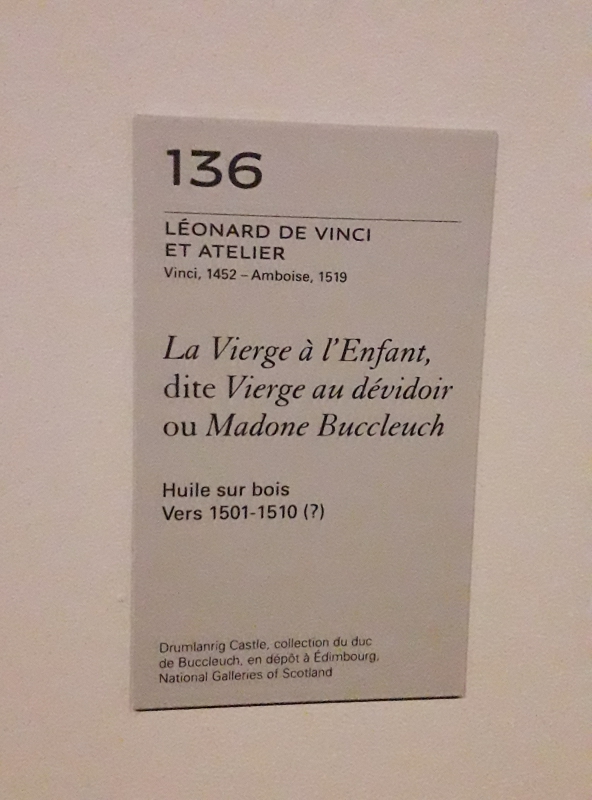 136
LÉONARD DE VINCI
ET ATELIER
Vinci, 1452 – Amboise, 1519
La Vierge à l'Enfant,
dite Vierge au dévidoir
ou Madone Buccleuch
Huile sur bois
Vers 1501-1510 (?)
Drumlanrig Castle, collection du duc
de Buccleuch, en dépôt à Édimbourg,
National Galleries of Scotland